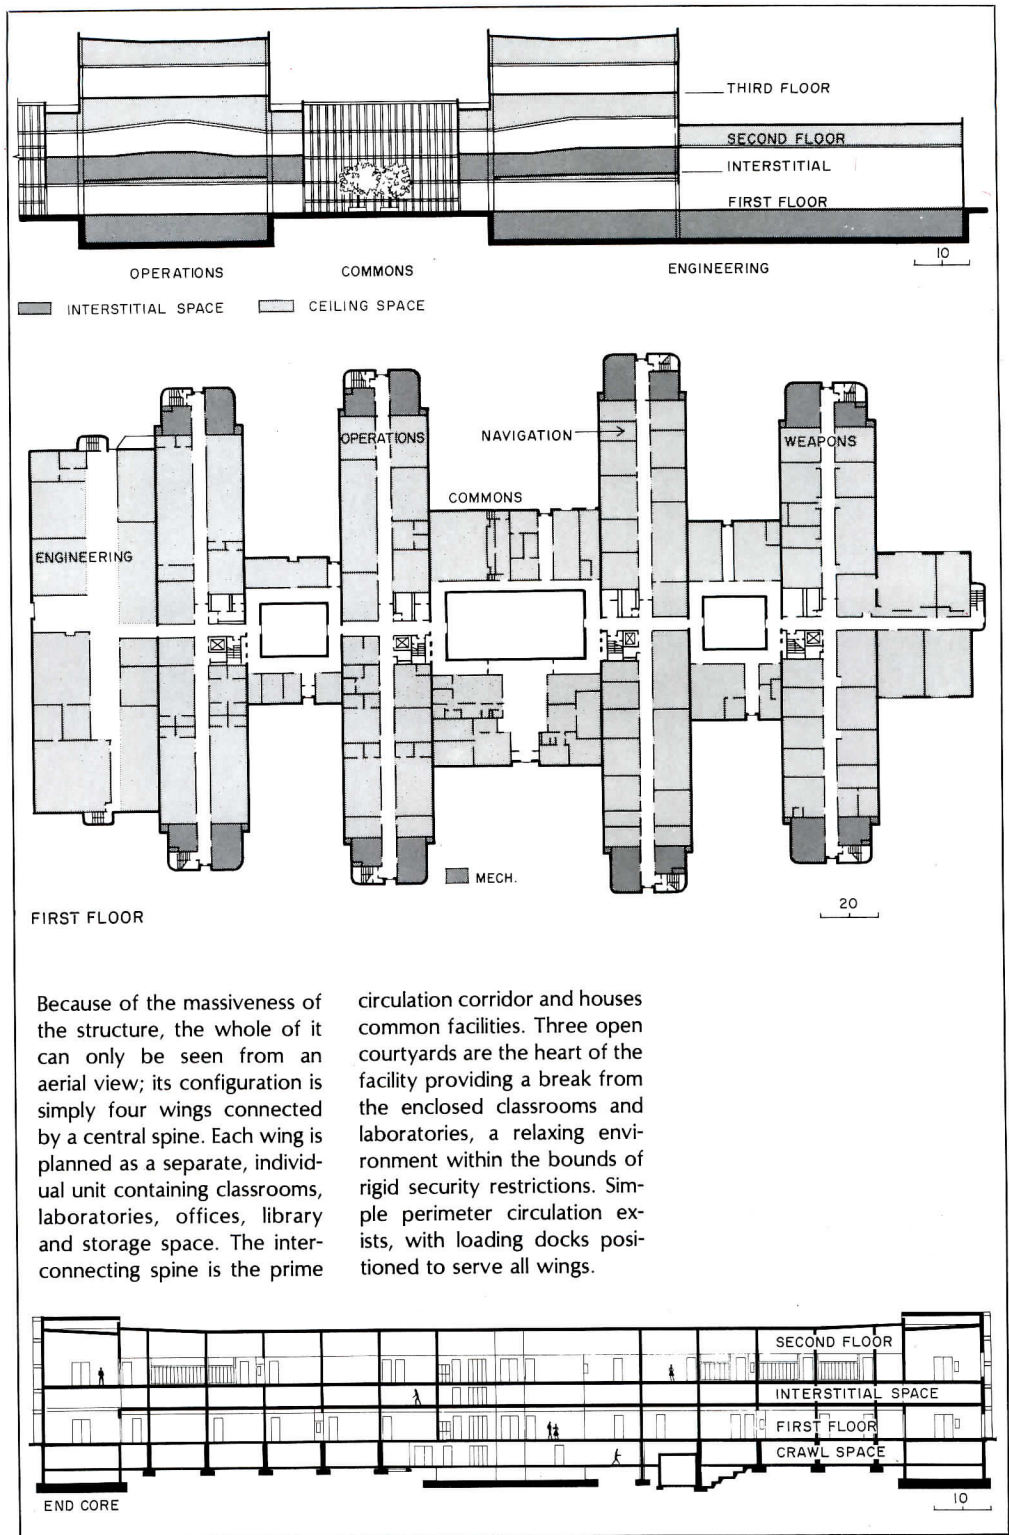 THIRD FLOOR
SECOND FLOOR
INTERSTITIAL
FIRST FLOOR
10
OPERATIONS
COMMONS
ENGINEERING
INTERSTITIAL SPACE
CEILING SPACE
OPERATIONS
NAVIGATION
WEAPONS
COMMONS
ENGINEERING
MECH.
20
FIRST FLOOR
Because of the massiveness of
the structure, the whole of it
can only be seen from an
aerial view; its configuration is
simply four wings connected
by a central spine. Each wing is
planned as a separate, individ-
ual unit containing classrooms,
laboratories, offices, library
and storage space. The inter-
connecting spine is the prime
circulation corridor and houses
common facilities. Three open
courtyards are the heart of the
facility providing a break from
the enclosed classrooms and
laboratories, a relaxing envi-
ronment within the bounds of
rigid security restrictions. Sim-
ple perimeter circulation ex-
ists, with loading docks posi-
tioned to serve all wings.
SECOND FLOOR
INTERSTITIAL SPACE
FIRST FLOOR
CRAWL SPACE
END CORE
10